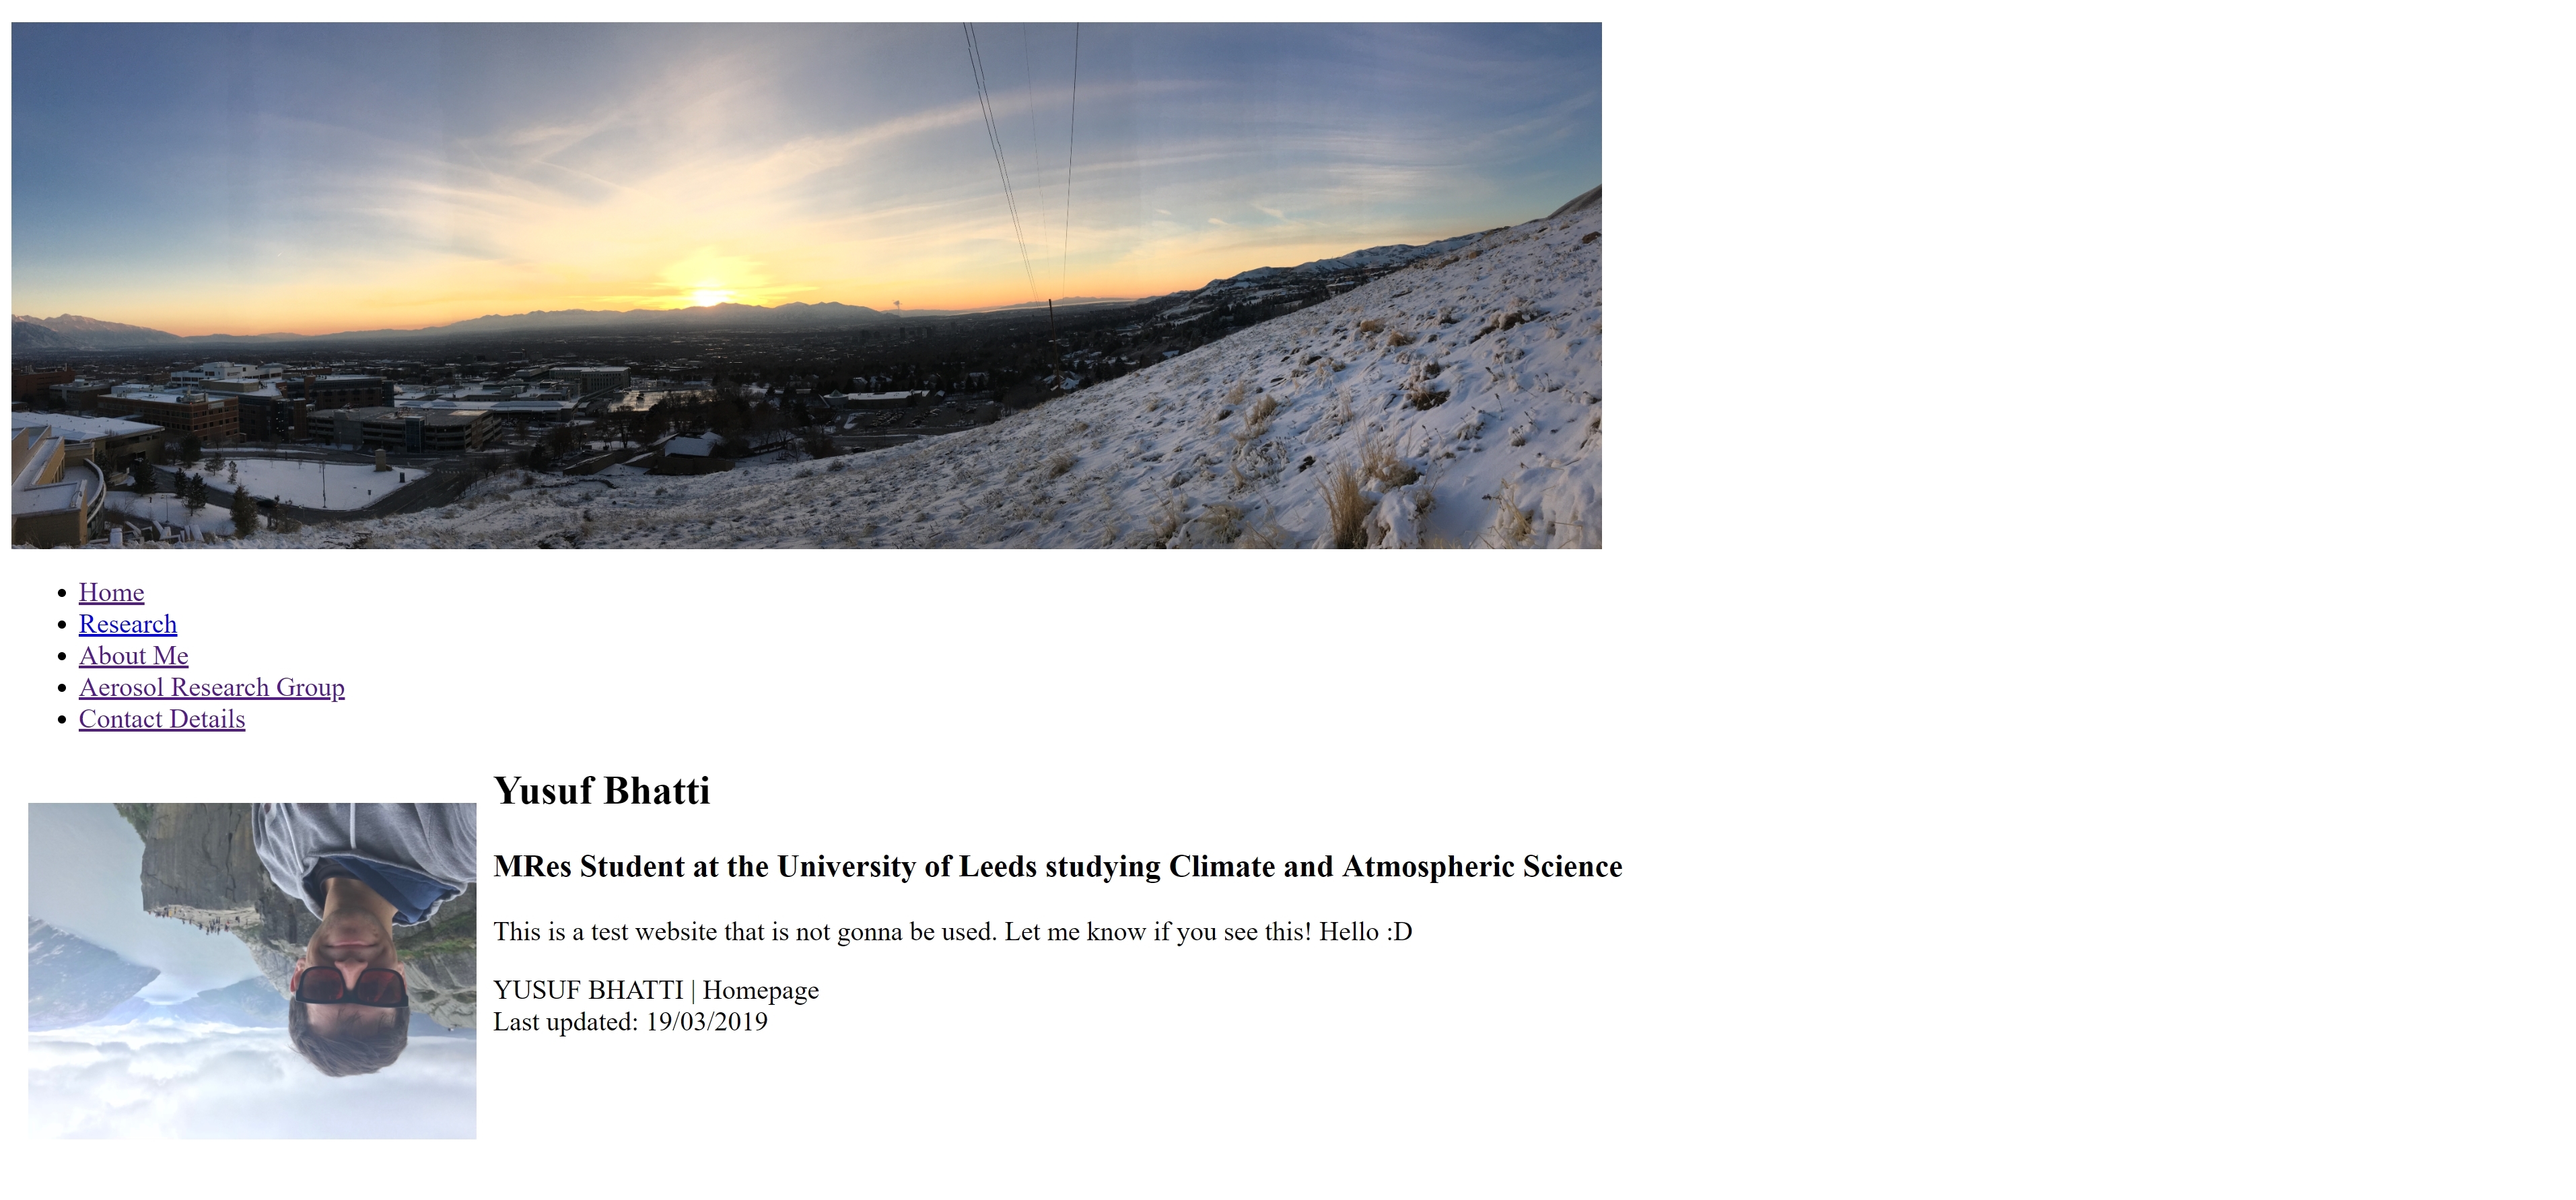 Home
Research
About Me
Aerosol Research Group
Contact Details
Yusuf Bhatti
MRes Student at the University of Leeds studying Climate and Atmospheric Science
This is a test website that is not gonna be used. Let me know if you see this! Hello :D
YUSUF BHATTI | Homepage
Last updated: 19/03/2019